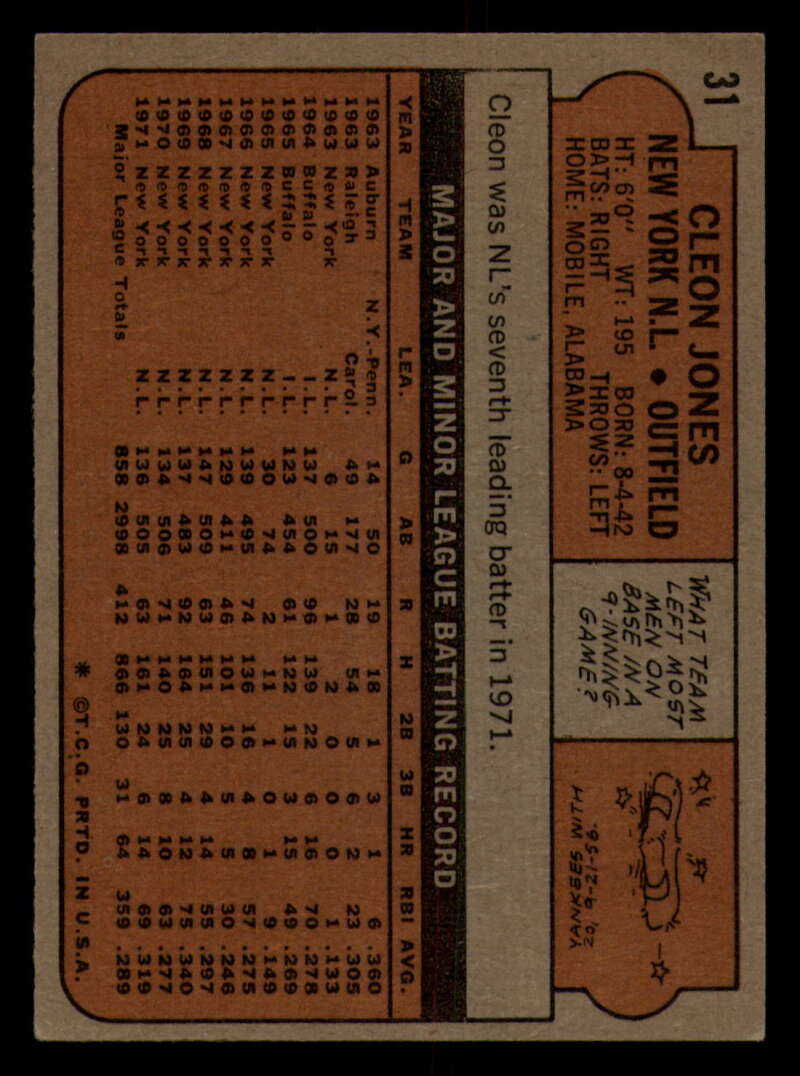 31
CLEON JONES
NEW YORK N.L. • OUTFIELD
HT: 6'0" WT: 195 BORN: 8-4-42
BATS: RIGHT THROWS: LEFT
HOME: MOBILE, ALABAMA
WHAT TEAM
LEFT MOST
MEN ON
BASE IN A
9-INNING
GAME?
YANKEES WITH
20, 9-21-56.
Cleon was NL's seventh leading batter in 1971.
MAJOR AND MINOR LEAGUE BATTING RECORD
YEAR TEAM LEA. G AB R H 2B 3B HR RBI AVG.
1963 Auburn N.Y.-Penn. 14 50 19 18 1 3 1 6 .360
1963 Raleigh Carol. 49 177 28 54 5 6 2 23 .305
1963 New York N.L. 6 15 1 2 0 0 0 1 .133
1964 Buffalo I.L. 137 500 96 139 22 6 16 70 .278
1965 Buffalo I.L. 123 454 61 122 15 3 15 49 .269
1965 New York N.L. 30 74 2 11 1 0 1 9 .149
1966 New York N.L. 139 495 74 136 16 4 8 57 .275
1967 New York N.L. 129 411 46 101 10 5 5 30 .246
1968 New York N.L. 147 509 63 151 29 4 14 55 .297
1969 New York N.L. 137 483 92 164 25 4 12 75 .340
1970 New York N.L. 134 506 71 140 25 8 10 63 .277
1971 New York N.L. 136 505 63 161 24 6 14 69 .319
Major League Totals 858 2998 412 866 130 31 64 359 .289
* ©T.C.G. PRTD. IN U.S.A.